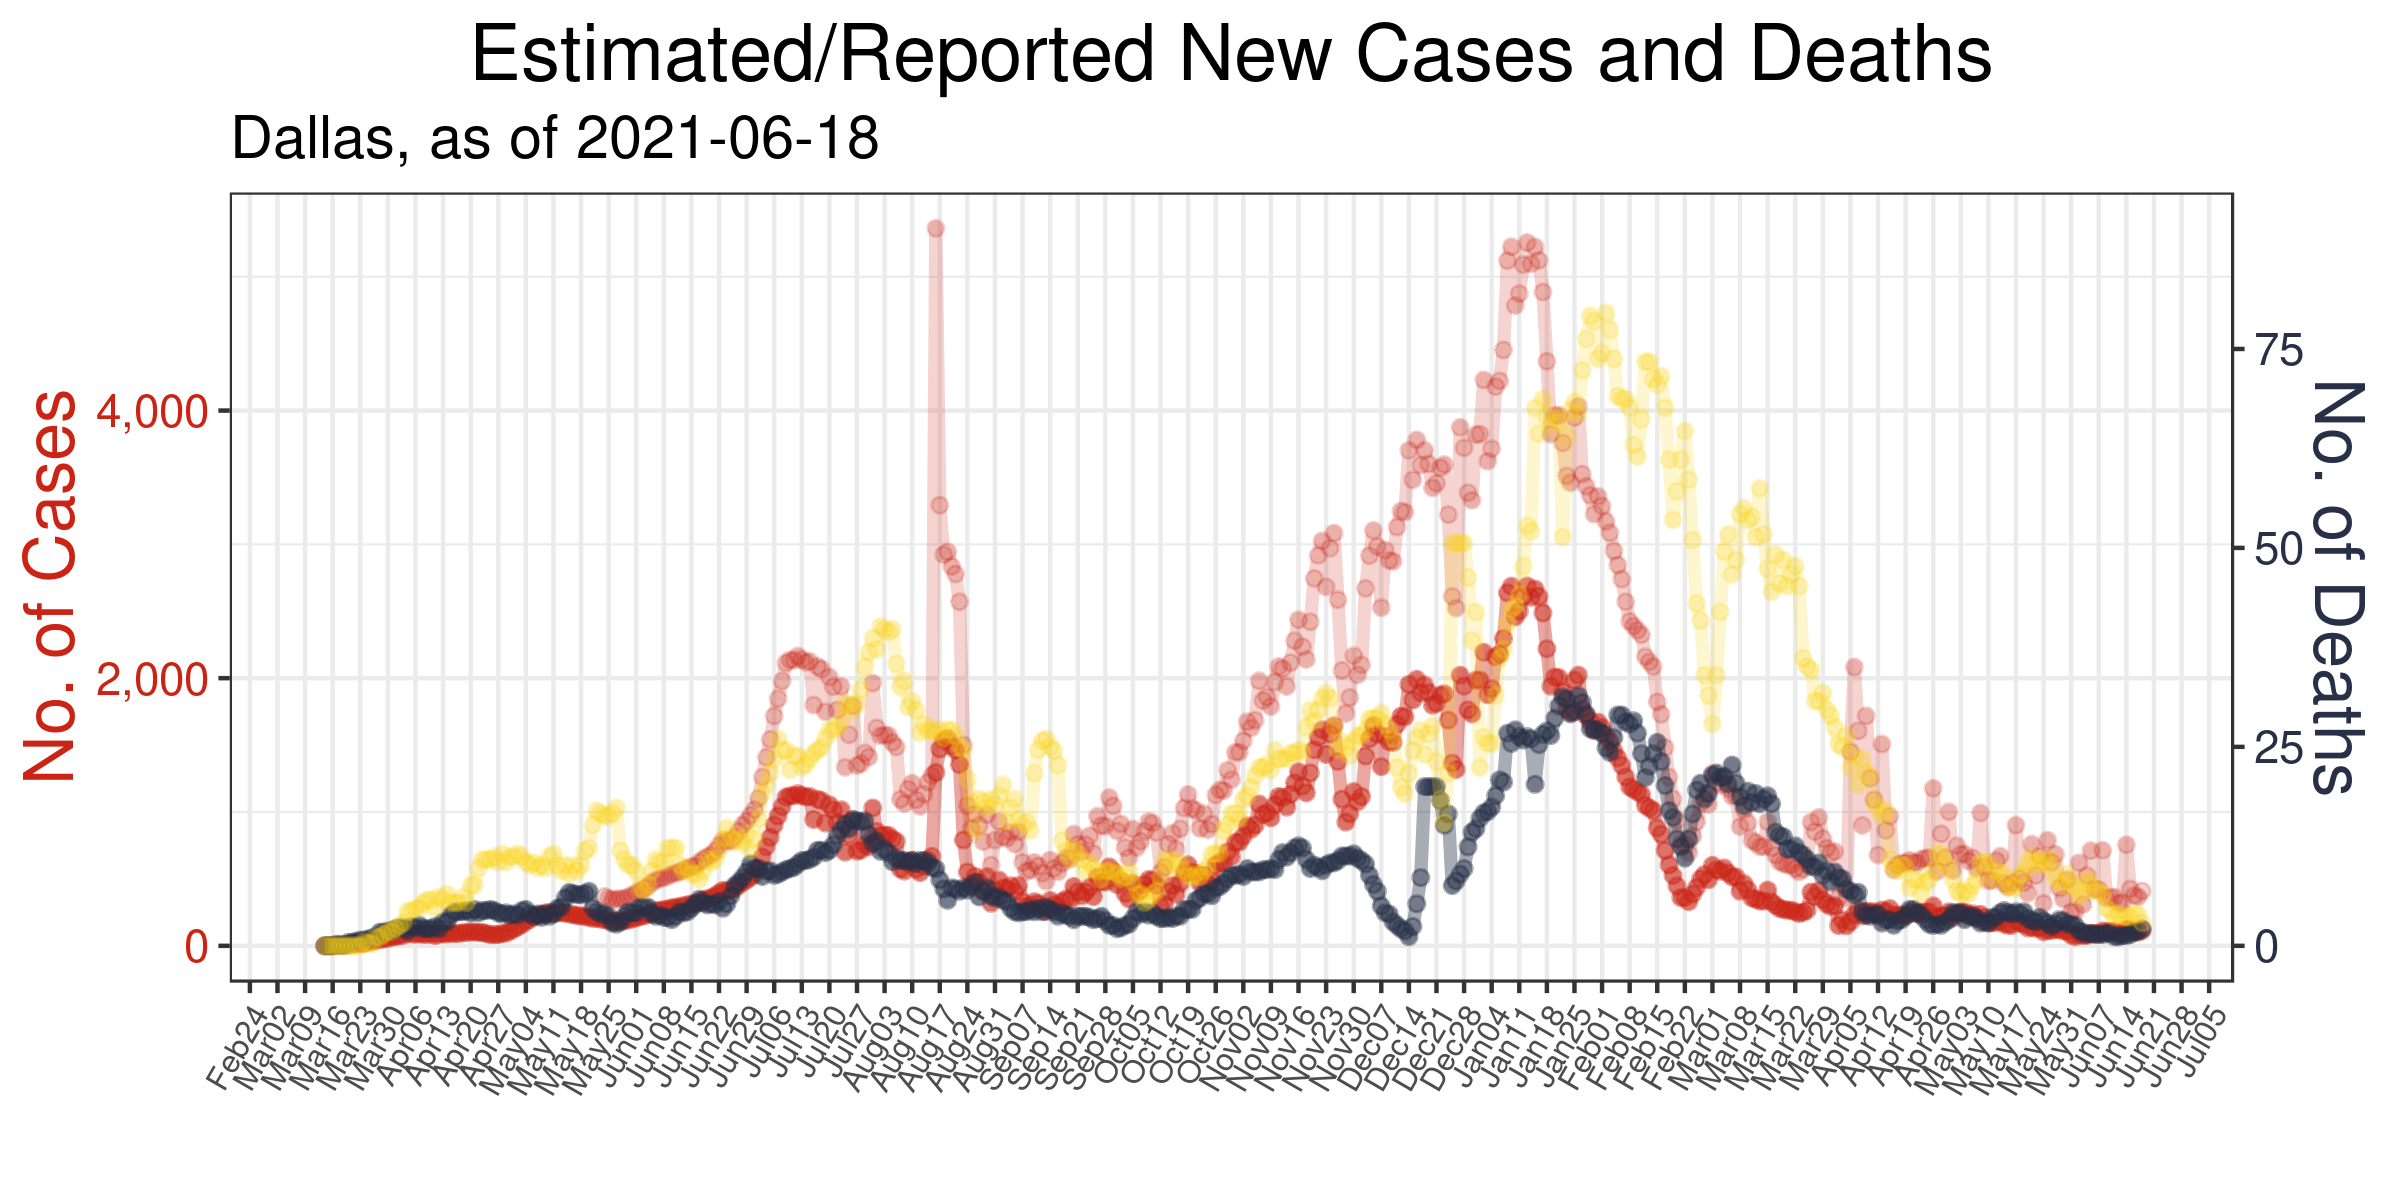 Estimated/Reported New Cases and Deaths
Dallas, as of 2021-06-18
No. of Cases
4,000
2,000
0
75
50
25
0
No. of Deaths
Feb24
Mar02
Mar09
Mar16
Mar23
Mar30
Apr06
Apr13
Apr20
Apr27
May04
May11
May18
May25
Jun01
Jun08
Jun15
Jun22
Jun29
Jul06
Jul13
Jul20
Jul27
Aug03
Aug10
Aug17
Aug24
Aug31
Sep07
Sep14
Sep21
Sep28
Oct05
Oct12
Oct19
Oct26
Nov02
Nov09
Nov16
Nov23
Nov30
Dec07
Dec14
Dec21
Dec28
Jan04
Jan11
Jan18
Jan25
Feb01
Feb08
Feb15
Feb22
Mar01
Mar08
Mar15
Mar22
Mar29
Apr05
Apr12
Apr19
Apr26
May03
May10
May17
May24
May31
Jun07
Jun14
Jun21
Jun28
Jul05